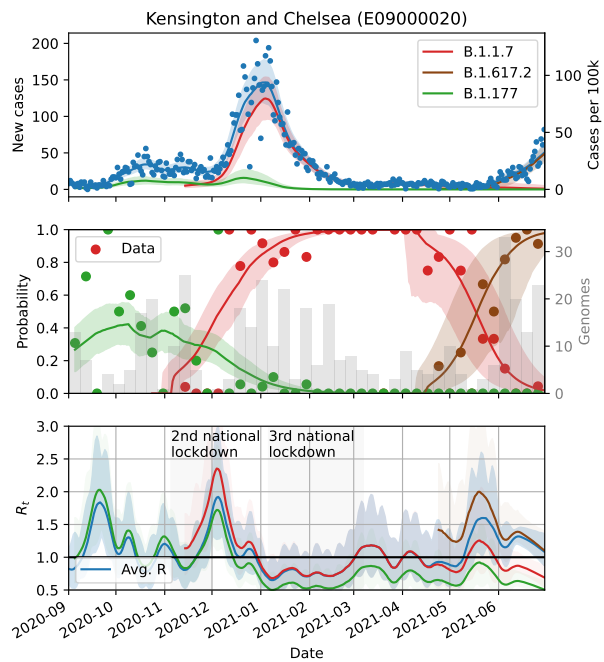 Kensington and Chelsea (E09000020)
200
150
100
50
0
New cases
B.1.1.7
B.1.617.2
B.1.177
100
50
0
Cases per 100k
1.0
0.8
0.6
0.4
0.2
0.0
Probability
Data
30
20
10
0
Genomes
3.0
2.5
2.0
1.5
1.0
0.5
Rt
2nd national
lockdown
3rd national
lockdown
Avg. R
2020-09
2020-10
2020-11
2020-12
2021-01
2021-02
2021-03
2021-04
2021-05
2021-06
Date